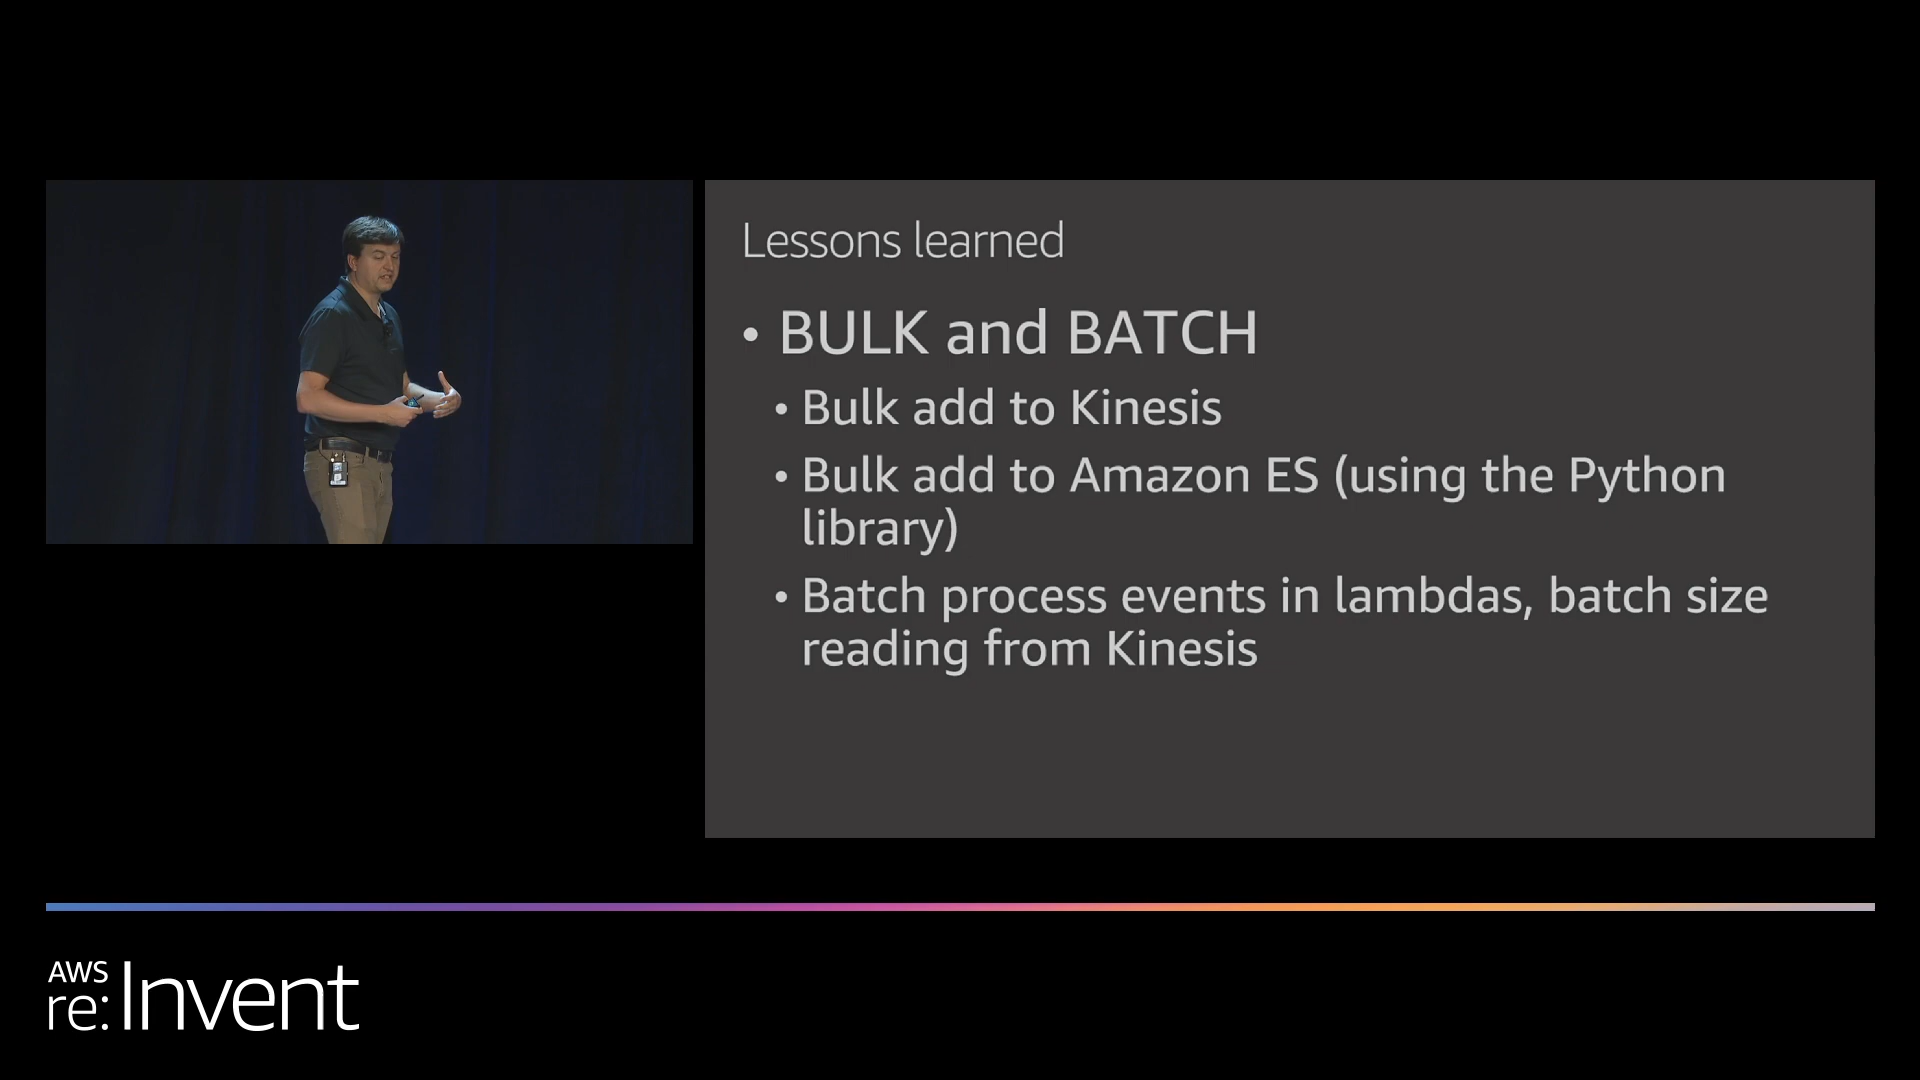 Lessons learned
• BULK and BATCH
• Bulk add to Kinesis
• Bulk add to Amazon ES (using the Python
library)
• Batch process events in lambdas, batch size
reading from Kinesis
AWS
re:Invent